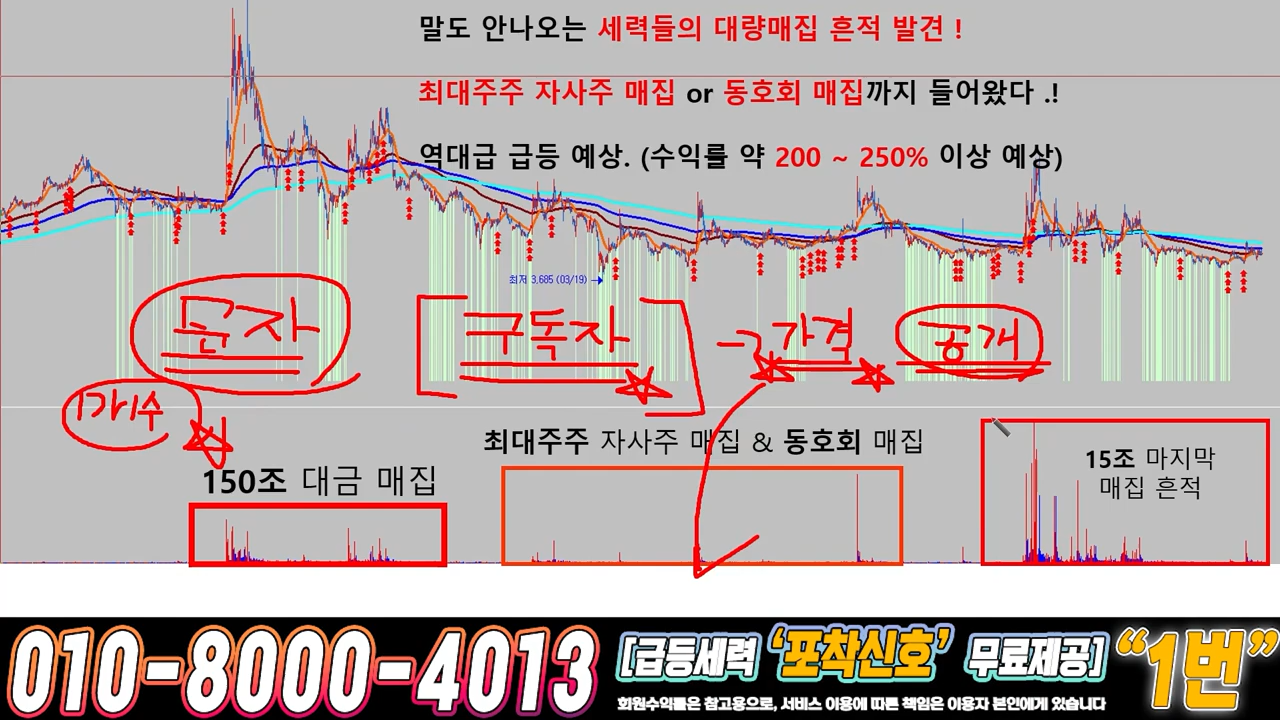 말도 안나오는 세력들의 대량매집 흔적 발견 !
최대주주 자사주 매집 or 동호회 매집까지 들어왔다 .!
역대급 급등 예상. (수익률 약 200 ~ 250% 이상 예상)
최저 3,685 (03/19)
문자
구독자
가격 공개
최대주주 자사주 매집 & 동호회 매집
150조 대금 매집
15조 마지막
매집 흔적
010-8000-4013
[급등세력 ‘포착신호’ 무료제공] “1번”
회원수익률은 참고용으로, 서비스 이용에 따른 책임은 이용자 본인에게 있습니다